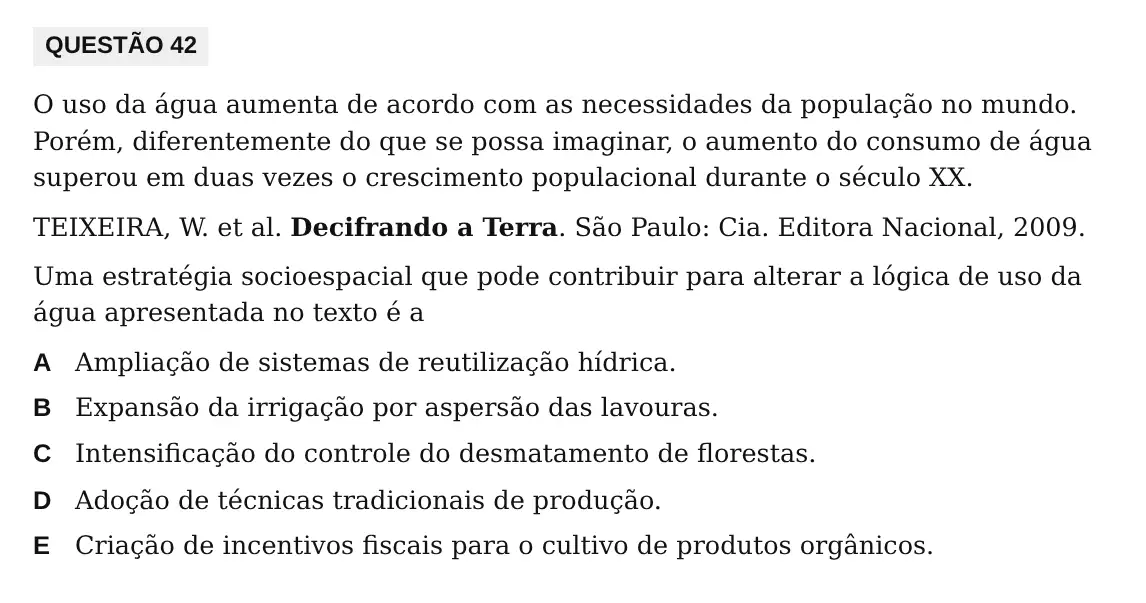 QUESTÃO 42
O uso da água aumenta de acordo com as necessidades da população no mundo.
Porém, diferentemente do que se possa imaginar, o aumento do consumo de água
superou em duas vezes o crescimento populacional durante o século XX.
TEIXEIRA, W. et al. Decifrando a Terra. São Paulo: Cia. Editora Nacional, 2009.
Uma estratégia socioespacial que pode contribuir para alterar a lógica de uso da
água apresentada no texto é a
A Ampliação de sistemas de reutilização hídrica.
B Expansão da irrigação por aspersão das lavouras.
C Intensificação do controle do desmatamento de florestas.
D Adoção de técnicas tradicionais de produção.
E Criação de incentivos fiscais para o cultivo de produtos orgânicos.